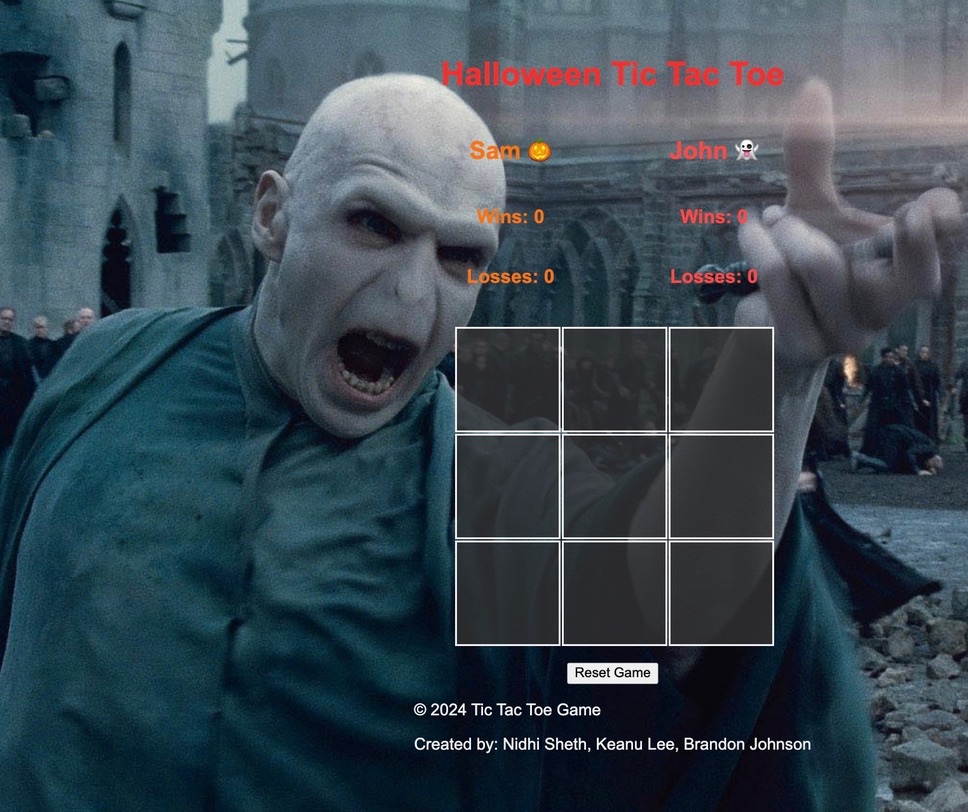 Halloween Tic Tac Toe
Sam 🎃 John 👻
Wins: 0 Wins: 0
Losses: 0 Losses: 0
Reset Game
© 2024 Tic Tac Toe Game
Created by: Nidhi Sheth, Keanu Lee, Brandon Johnson